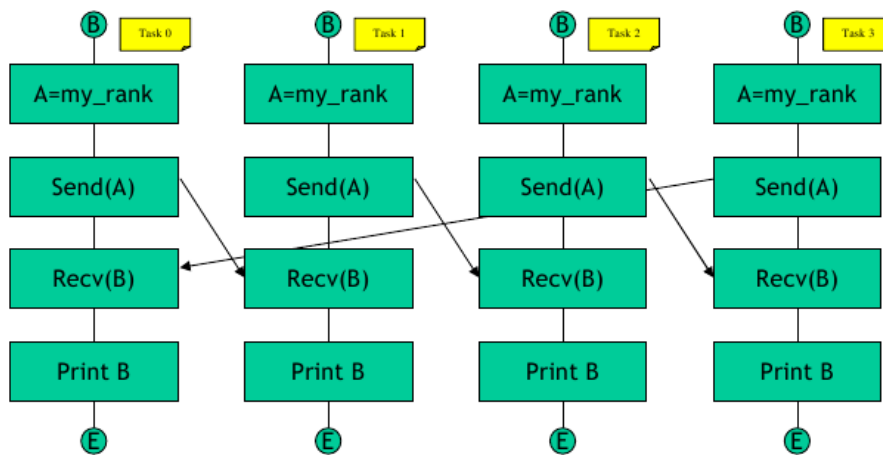 B Task 0 B Task 1 B Task 2 B Task 3
A=my_rank A=my_rank A=my_rank A=my_rank
Send(A) Send(A) Send(A) Send(A)
Recv(B) Recv(B) Recv(B) Recv(B)
Print B Print B Print B Print B
E E E E